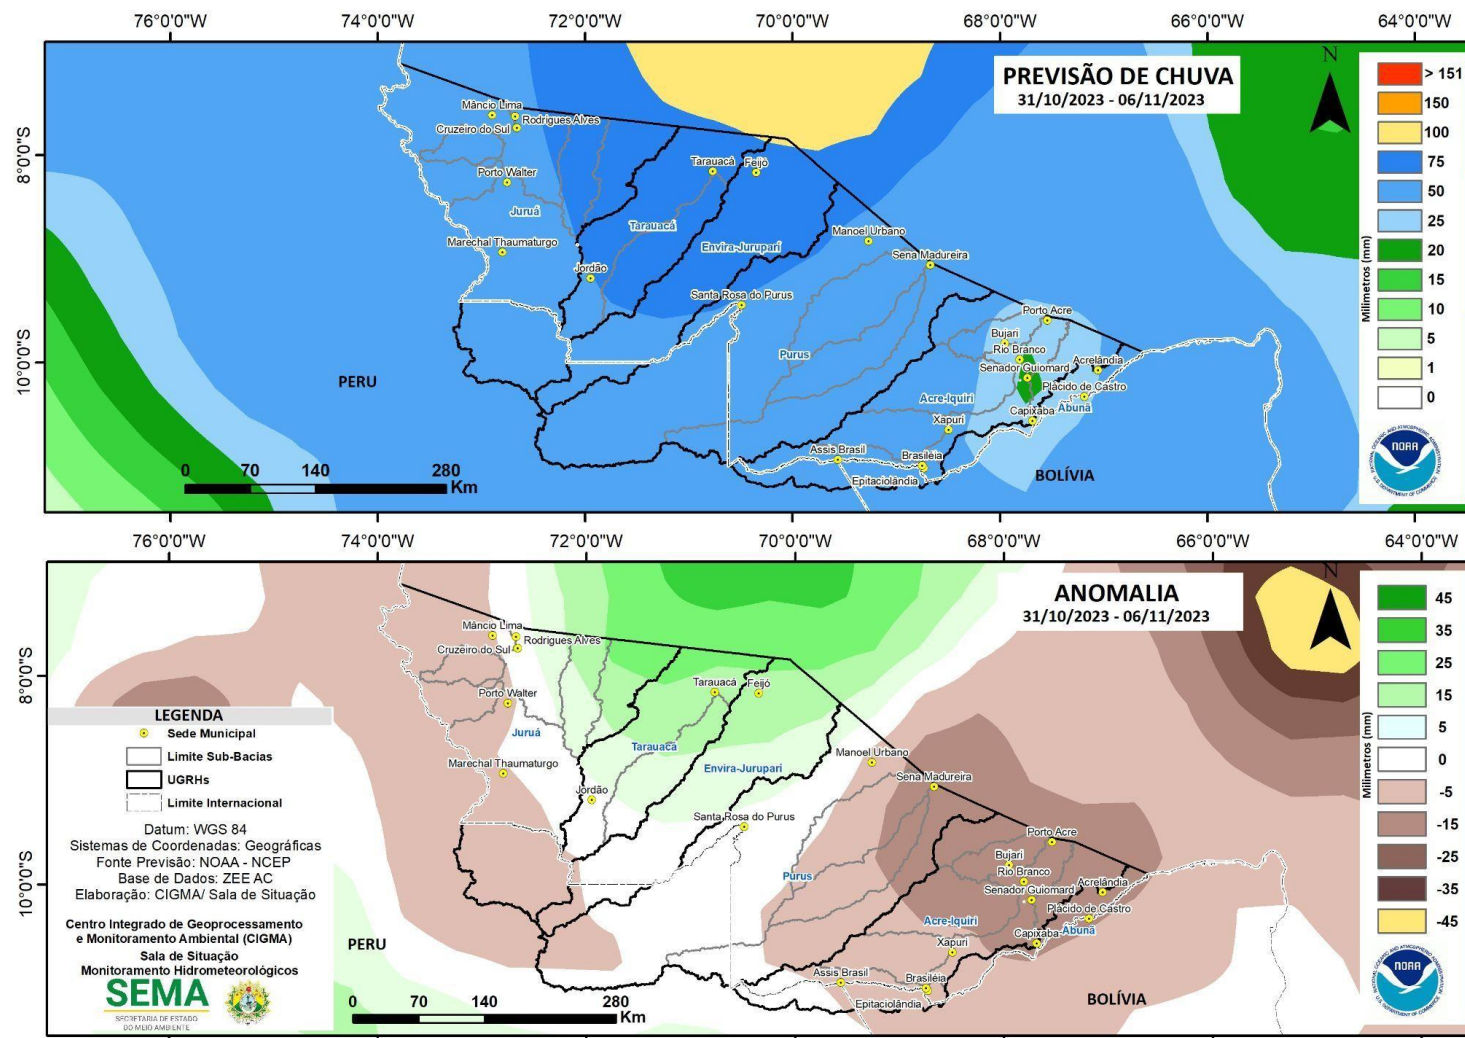 76°0'0"W 74°0'0"W 72°0'0"W 70°0'0"W 68°0'0"W 66°0'0"W 64°0'0"W
PREVISÃO DE CHUVA
31/10/2023 - 06/11/2023
N
Milimetros (mm)
> 151
150
100
75
50
25
20
15
10
5
1
0
NOAA
8°0'0"S
10°0'0"S
Mâncio Lima
Rodrigues Alves
Cruzeiro do Sul
Porto Walter
Juruá
Marechal Thaumaturgo
Jordão
Tarauacá
Feijó
Tarauacá
Envira-Jurupari
Manoel Urbano
Sena Madureira
Santa Rosa do Purus
Purus
Porto Acre
Bujari
Rio Branco
Senador Guiomard
Acrelândia
Plácido de Castro
Acre-Iquiri
Capixaba
Abunã
Xapuri
Assis Brasil
Brasiléia
Epitaciolândia
PERU
BOLÍVIA
0 70 140 280
Km
76°0'0"W 74°0'0"W 72°0'0"W 70°0'0"W 68°0'0"W 66°0'0"W 64°0'0"W
ANOMALIA
31/10/2023 - 06/11/2023
N
Milimetros (mm)
45
35
25
15
5
0
-5
-15
-25
-35
-45
NOAA
8°0'0"S
10°0'0"S
Mâncio Lima
Rodrigues Alves
Cruzeiro do Sul
Porto Walter
Juruá
Marechal Thaumaturgo
Jordão
Tarauacá
Feijó
Tarauacá
Envira-Jurupari
Manoel Urbano
Sena Madureira
Santa Rosa do Purus
Purus
Porto Acre
Bujari
Rio Branco
Senador Guiomard
Acrelândia
Plácido de Castro
Acre-Iquiri
Capixaba
Abunã
Xapuri
Assis Brasil
Brasiléia
Epitaciolândia
PERU
BOLÍVIA
0 70 140 280
Km
LEGENDA
Sede Municipal
Limite Sub-Bacias
UGRHs
Limite Internacional
Datum: WGS 84
Sistemas de Coordenadas: Geográficas
Fonte Previsão: NOAA - NCEP
Base de Dados: ZEE AC
Elaboração: CIGMA/ Sala de Situação
Centro Integrado de Geoprocessamento
e Monitoramento Ambiental (CIGMA)
Sala de Situação
Monitoramento Hidrometeorológicos
SEMA
SECRETARIA DE ESTADO
DO MEIO AMBIENTE